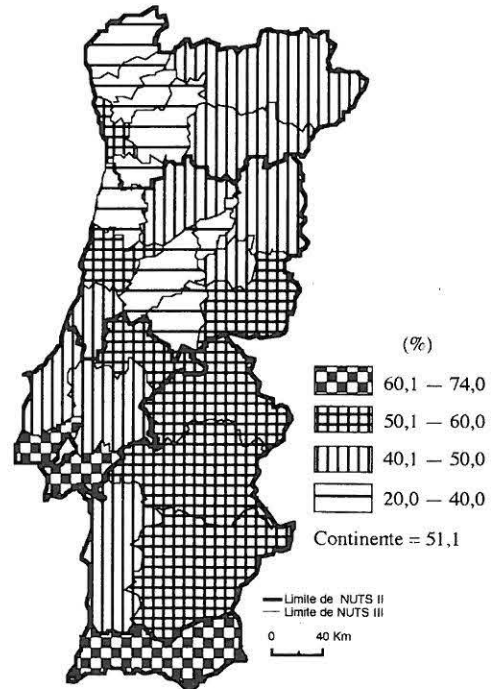 (%)
60,1 — 74,0
50,1 — 60,0
40,1 — 50,0
20,0 — 40,0
Continente = 51,1
Limite de NUTS II
Limite de NUTS III
0 40 Km